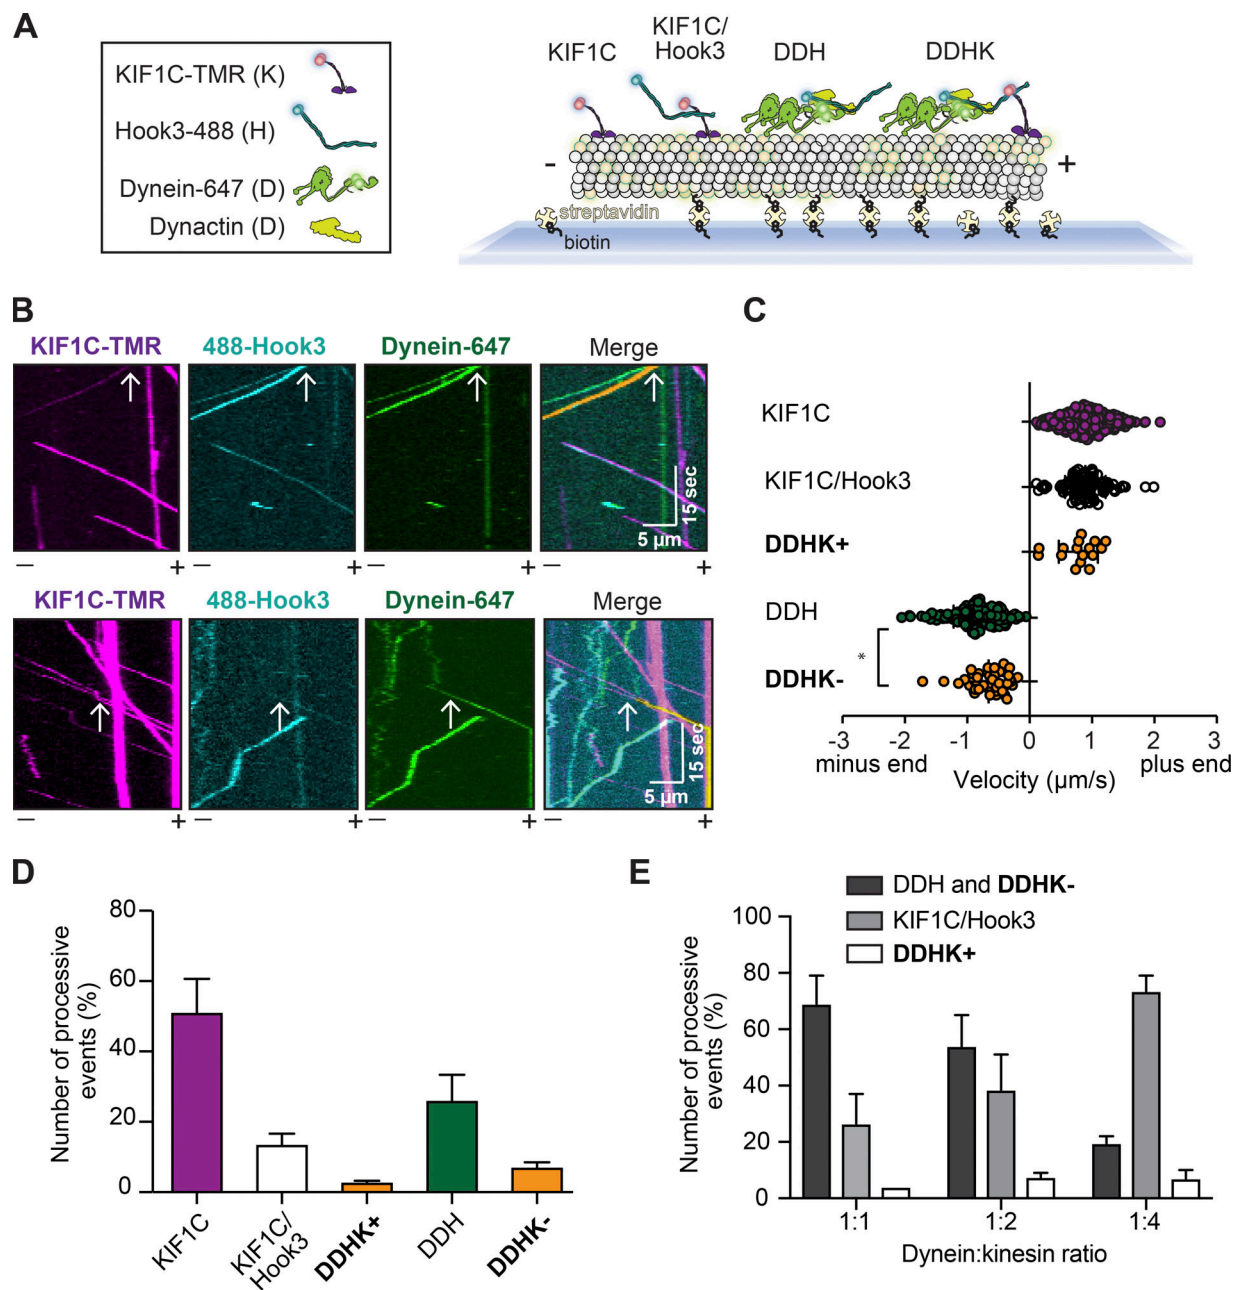 A
KIF1C-TMR (K)
Hook3-488 (H)
Dynein-647 (D)
Dynactin (D)
KIF1C
KIF1C/
Hook3
DDH
DDHK
-
+
streptavidin
biotin
B
KIF1C-TMR
488-Hook3
Dynein-647
Merge
15 sec
5 µm
− + − + − +
KIF1C-TMR
488-Hook3
Dynein-647
Merge
15 sec
5 µm
− + − + − +
C
KIF1C
KIF1C/Hook3
DDHK+
DDH
*
DDHK-
-3 -2 -1 0 1 2 3
minus end
Velocity (µm/s)
plus end
D
Number of processive
events (%)
80
60
40
20
0
KIF1C
KIF1C/
Hook3
DDHK+
DDH
DDHK-
E
DDH and DDHK-
KIF1C/Hook3
DDHK+
Number of processive
events (%)
100
80
60
40
20
0
1:1 1:2 1:4
Dynein:kinesin ratio